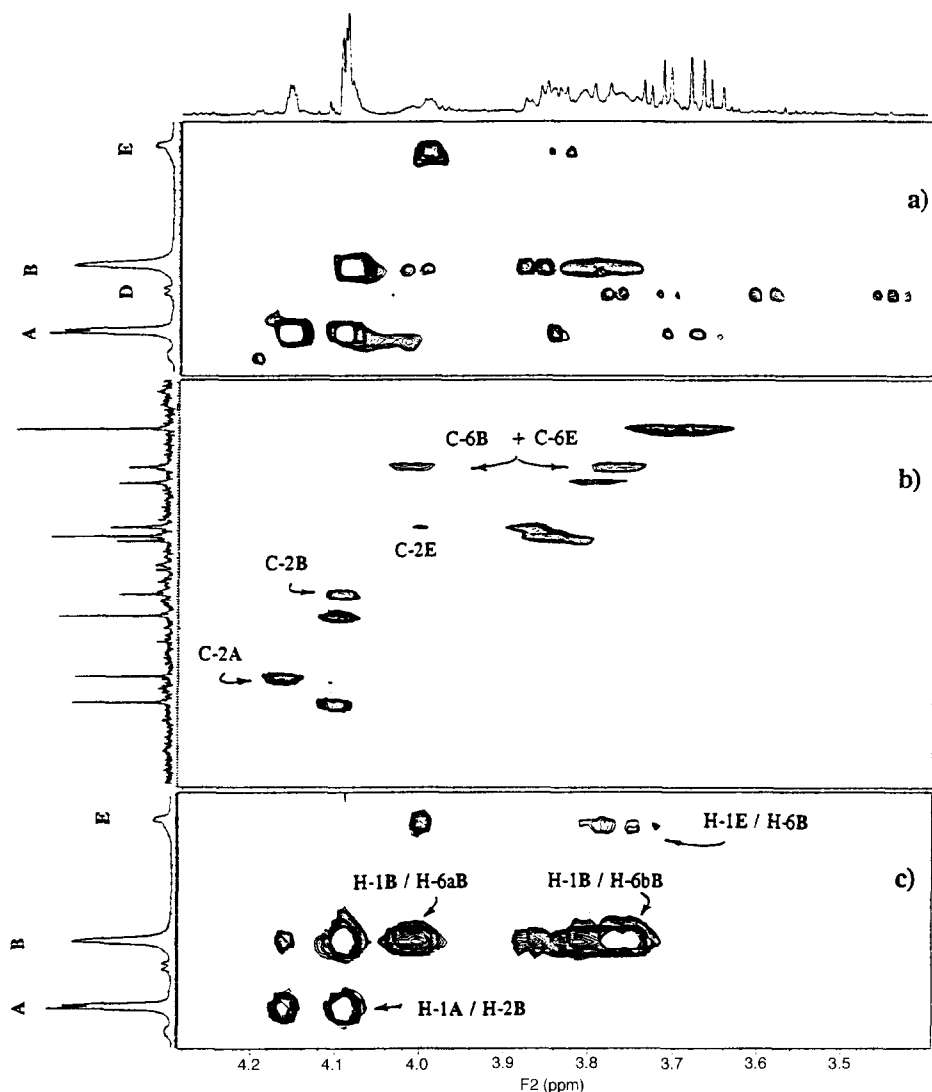 E
a)
B
D
A
C-6B + C-6E
b)
C-2E
C-2B
C-2A
E
H-1E / H-6B
c)
H-1B / H-6aB
H-1B / H-6bB
B
A
H-1A / H-2B
4.2 4.1 4.0 3.9 3.8 3.7 3.6 3.5
F2 (ppm)